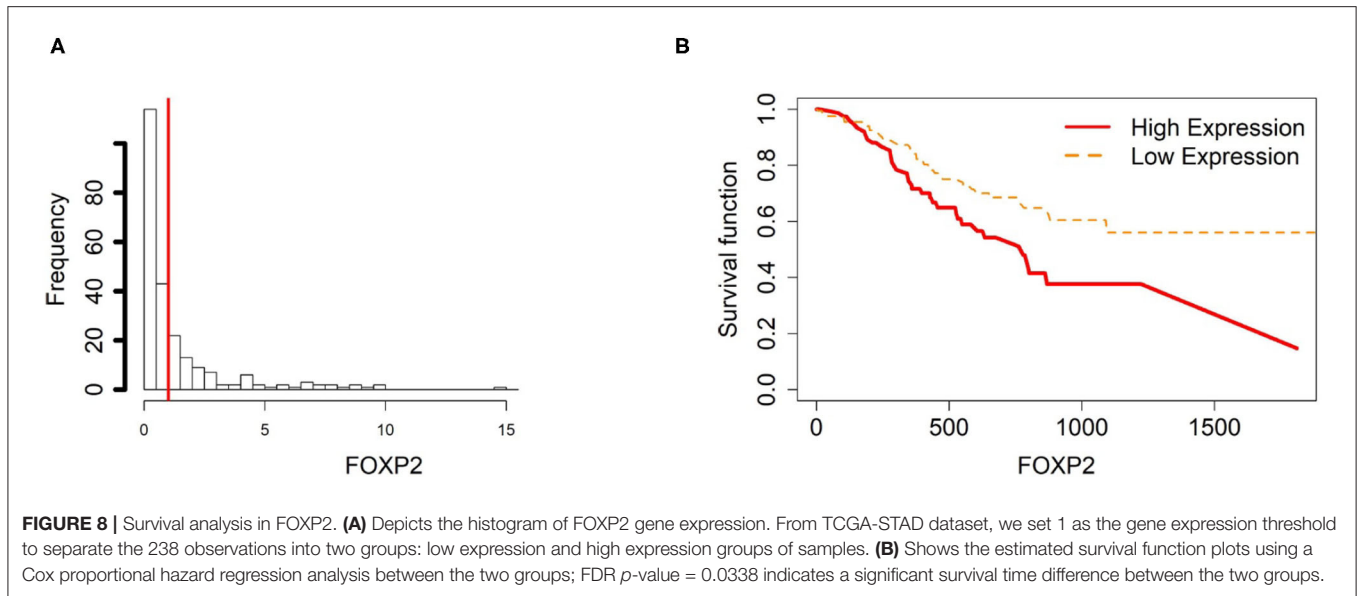 A
B
Frequency
0
20
40
60
80
0
5
10
15
FOXP2
Survival function
0.0
0.2
0.4
0.6
0.8
1.0
High Expression
Low Expression
0
500
1000
1500
FOXP2
FIGURE 8 | Survival analysis in FOXP2. (A) Depicts the histogram of FOXP2 gene expression. From TCGA-STAD dataset, we set 1 as the gene expression threshold
to separate the 238 observations into two groups: low expression and high expression groups of samples. (B) Shows the estimated survival function plots using a
Cox proportional hazard regression analysis between the two groups; FDR p-value = 0.0338 indicates a significant survival time difference between the two groups.